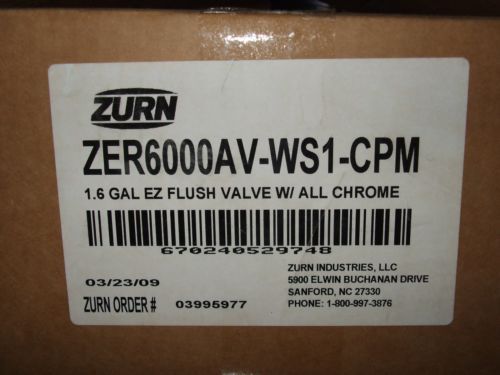 ZURN
ZER6000AV-WS1-CPM
1.6 GAL EZ FLUSH VALVE W/ ALL CHROME
670240529748
03/23/09
ZURN ORDER # 03995977
ZURN INDUSTRIES, LLC
5900 ELWIN BUCHANAN DRIVE
SANFORD, NC 27330
PHONE: 1-800-997-3876